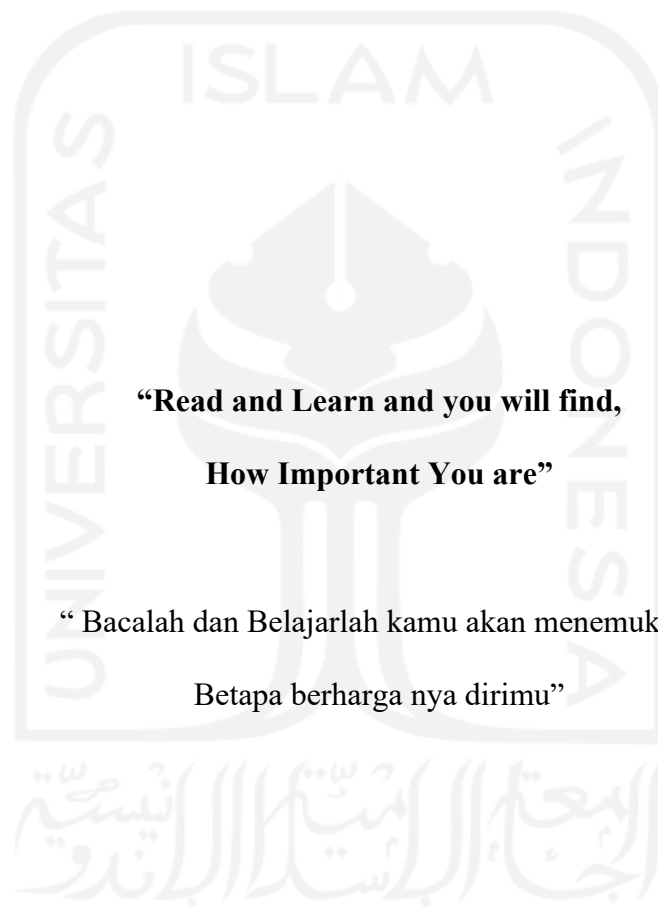 ISLAM
UNIVERSITAS
INDONESIA
“Read and Learn and you will find,
How Important You are”
“ Bacalah dan Belajarlah kamu akan menemuk
Betapa berharga nya dirimu”